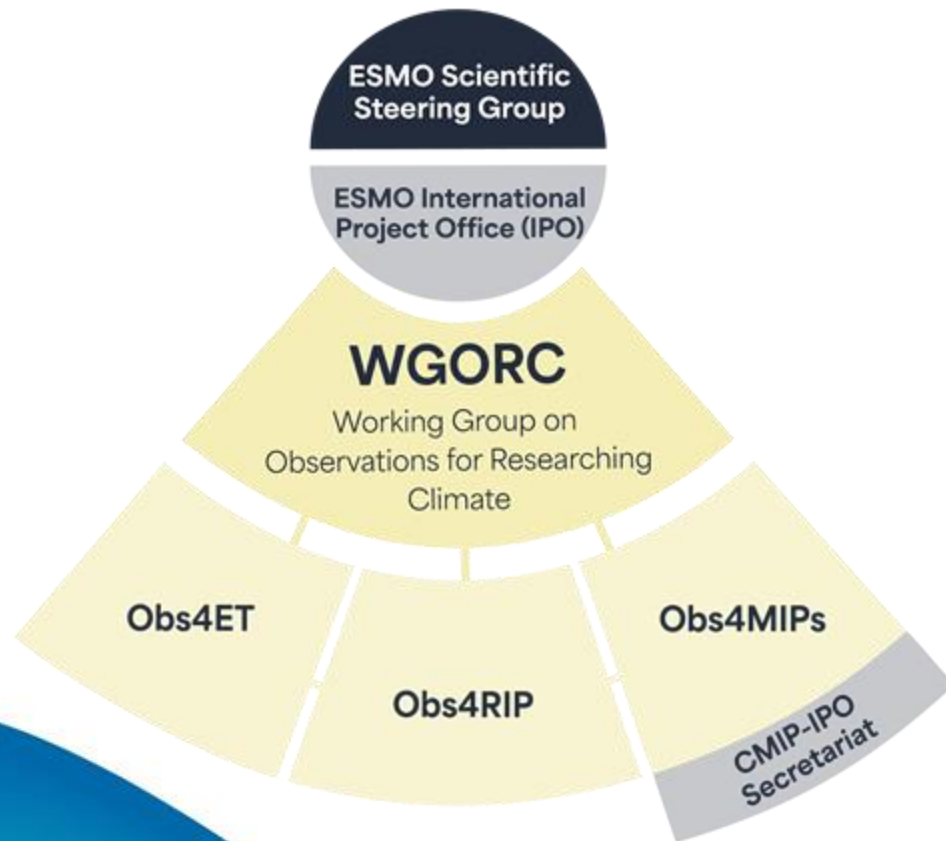 ESMO Scientific
Steering Group
ESMO International
Project Office (IPO)
WGORC
Working Group on
Observations for Researching
Climate
Obs4ET
Obs4RIP
Obs4MIPs
CMIP-IPO
Secretariat